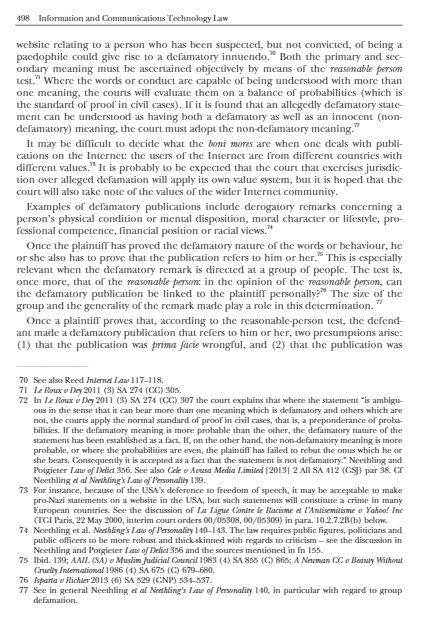 498 Information and Communications Technology Law
website relating to a person who has been suspected, but not convicted, of being a
paedophile could give rise to a defamatory innuendo.70 Both the primary and sec-
ondary meaning must be ascertained objectively by means of the reasonable person
test.71 Where the words or conduct are capable of being understood with more than
one meaning, the courts will evaluate them on a balance of probabilities (which is
the standard of proof in civil cases). If it is found that an allegedly defamatory state-
ment can be understood as having both a defamatory as well as an innocent (non-
defamatory) meaning, the court must adopt the non-defamatory meaning.72
It may be difficult to decide what the boni mores are when one deals with publi-
cations on the Internet: the users of the Internet are from different countries with
different values.73 It is probably to be expected that the court that exercises jurisdic-
tion over alleged defamation will apply its own value system, but it is hoped that the
court will also take note of the values of the wider Internet community.
Examples of defamatory publications include derogatory remarks concerning a
person's physical condition or mental disposition, moral character or lifestyle, pro-
fessional competence, financial position or racial views.74
Once the plaintiff has proved the defamatory nature of the words or behaviour, he
or she also has to prove that the publication refers to him or her.75 This is especially
relevant when the defamatory remark is directed at a group of people. The test is,
once more, that of the reasonable person: in the opinion of the reasonable person, can
the defamatory publication be linked to the plaintiff personally?76 The size of the
group and the generality of the remark made play a role in this determination. 77
Once a plaintiff proves that, according to the reasonable-person test, the defend-
ant made a defamatory publication that refers to him or her, two presumptions arise:
(1) that the publication was prima facie wrongful, and (2) that the publication was
70 See also Reed Internet Law 117–118.
71 Le Roux v Dey 2011 (3) SA 274 (CC) 305.
72 In Le Roux v Dey 2011 (3) SA 274 (CC) 307 the court explains that where the statement "is ambigu-
ous in the sense that it can bear more than one meaning which is defamatory and others which are
not, the courts apply the normal standard of proof in civil cases, that is, a preponderance of proba-
bilities. If the defamatory meaning is more probable than the other, the defamatory nature of the
statement has been established as a fact. If, on the other hand, the non-defamatory meaning is more
probable, or where the probabilities are even, the plaintiff has failed to rebut the onus which he or
she bears. Consequently it is accepted as a fact that the statement is not defamatory." Neethling and
Potgieter Law of Delict 356. See also Cele v Avusa Media Limited [2013] 2 All SA 412 (GSJ) par 38. Cf
Neethling et al Neethling's Law of Personality 139.
73 For instance, because of the USA's deference to freedom of speech, it may be acceptable to make
pro-Nazi statements on a website in the USA, but such statements will constitute a crime in many
European countries. See the discussion of La Ligue Contre le Racisme et l'Antisemitisme v Yahoo! Inc
(TGI Paris, 22 May 2000, interim court orders 00/05308, 00/05309) in para. 10.2.7.2B(b) below.
74 Neethling et al. Neethling's Law of Personality 140–143. The law requires public figures, politicians and
public officers to be more robust and thick-skinned with regards to criticism – see the discussion in
Neethling and Potgieter Law of Delict 356 and the sources mentioned in fn 155.
75 Ibid. 139; AAIL (SA) v Muslim Judicial Council 1983 (4) SA 855 (C) 865; A Neuman CC v Beauty Without
Cruelty International 1986 (4) SA 675 (C) 679–680.
76 Isparta v Richter 2013 (6) SA 529 (GNP) 534–537.
77 See in general Neethling et al Neethling's Law of Personality 140, in particular with regard to group
defamation.